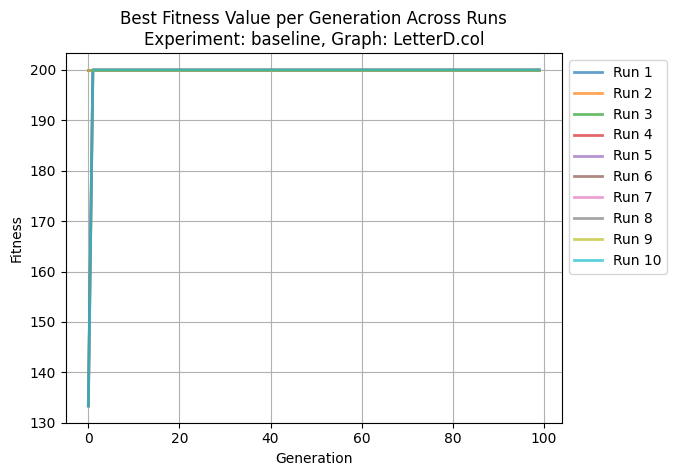 Best Fitness Value per Generation Across Runs
Experiment: baseline, Graph: LetterD.col
Fitness
200
190
180
170
160
150
140
130
0
20
40
60
80
100
Generation
Run 1
Run 2
Run 3
Run 4
Run 5
Run 6
Run 7
Run 8
Run 9
Run 10